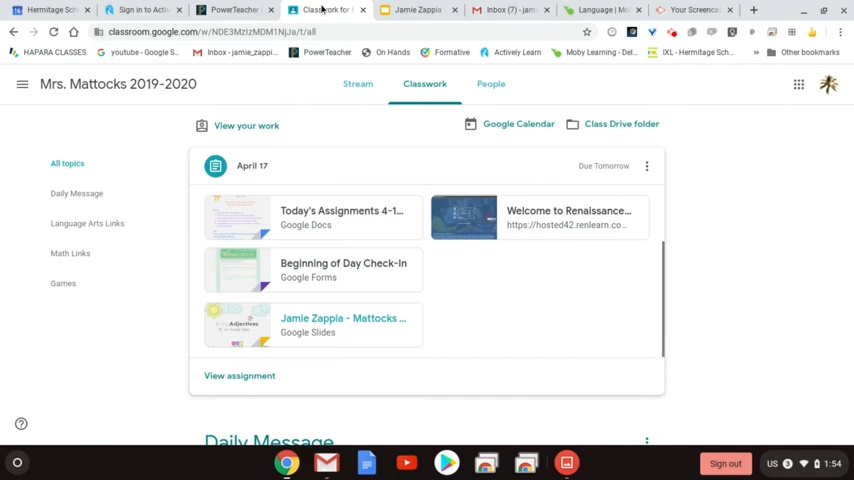 Hermitage Sc
Sign in to Activ
PowerTeacher
Classwork for
Jamie Zappia
Inbox (7) - jam
Language | Mo
Your Screencas
classroom.google.com/w/NDE3MzIzMDM1NjJa/t/all
HAPARA CLASSES
youtube - Google S...
Inbox - jamie_zappi...
PowerTeacher
On Hands
Formative
Actively Learn
Moby Learning - Del...
IXL - Hermitage Sch...
Other bookmarks
Mrs. Mattocks 2019-2020
Stream
Classwork
People
View your work
Google Calendar
Class Drive folder
All topics
Daily Message
Language Arts Links
Math Links
Games
April 17
Due Tomorrow
Today's Assignments 4-1...
Google Docs
Welcome to Renaissance...
https://hosted42.renlearn.co...
Beginning of Day Check-In
Google Forms
Jamie Zappia - Mattocks ...
Google Slides
Adjectives
View assignment
Daily Message
Sign out
US
3
1:54